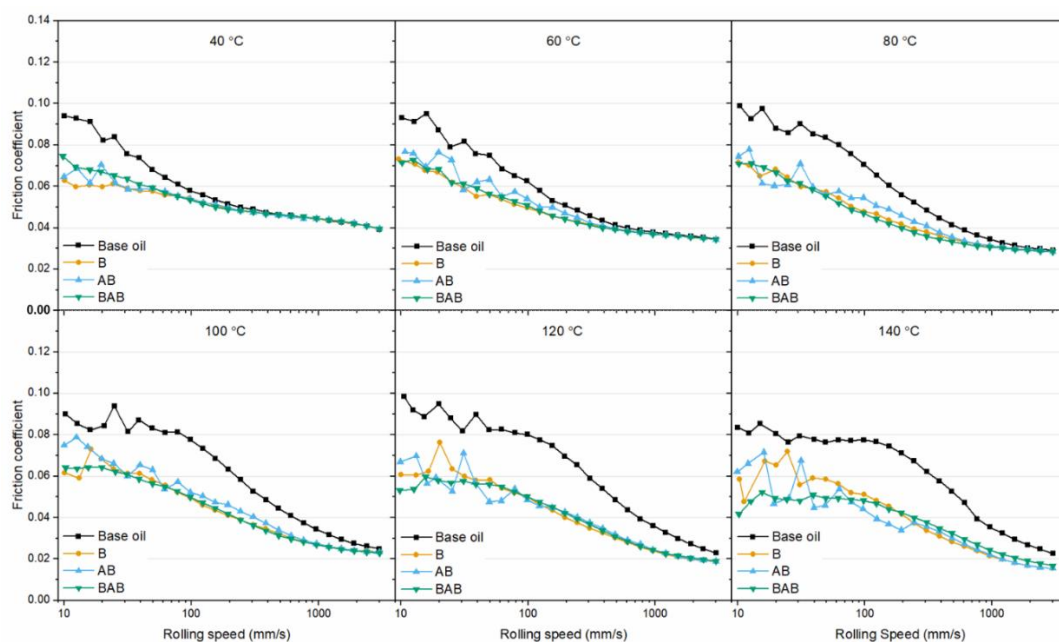 40 °C
60 °C
80 °C
0.14
0.12
0.10
0.08
0.06
0.04
0.02
0.00
Friction coefficient
Base oil
B
AB
BAB
Base oil
B
AB
BAB
Base oil
B
AB
BAB
100 °C
120 °C
140 °C
0.12
0.10
0.08
0.06
0.04
0.02
0.00
Friction coefficient
Base oil
B
AB
BAB
Base oil
B
AB
BAB
Base oil
B
AB
BAB
10 100 1000 10 100 1000 10 100 1000
Rolling speed (mm/s) Rolling speed (mm/s) Rolling Speed (mm/s)